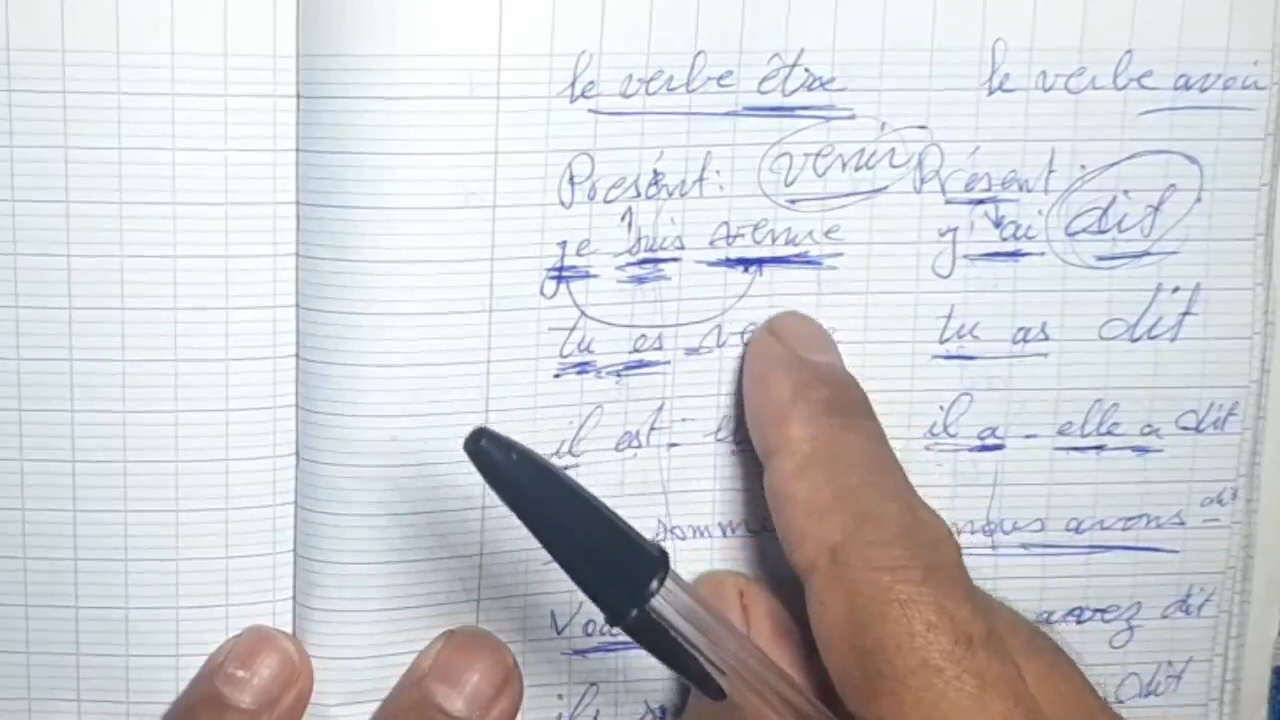 le verbe être le verbe avoir
Présent: venir Présent:
je suis venue j'ai dit
tu es tu as dit
il est - il a - elle a dit
nous avons - dit
avez dit
dit